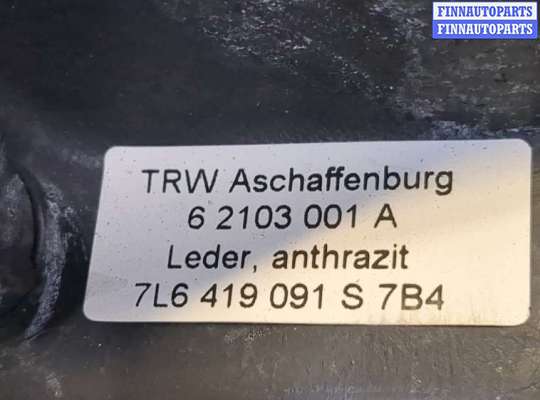 FINNAUTOPARTS
FINNAUTOPARTS
TRW Aschaffenburg
6 2103 001 A
Leder, anthrazit
7L6 419 091 S 7B4